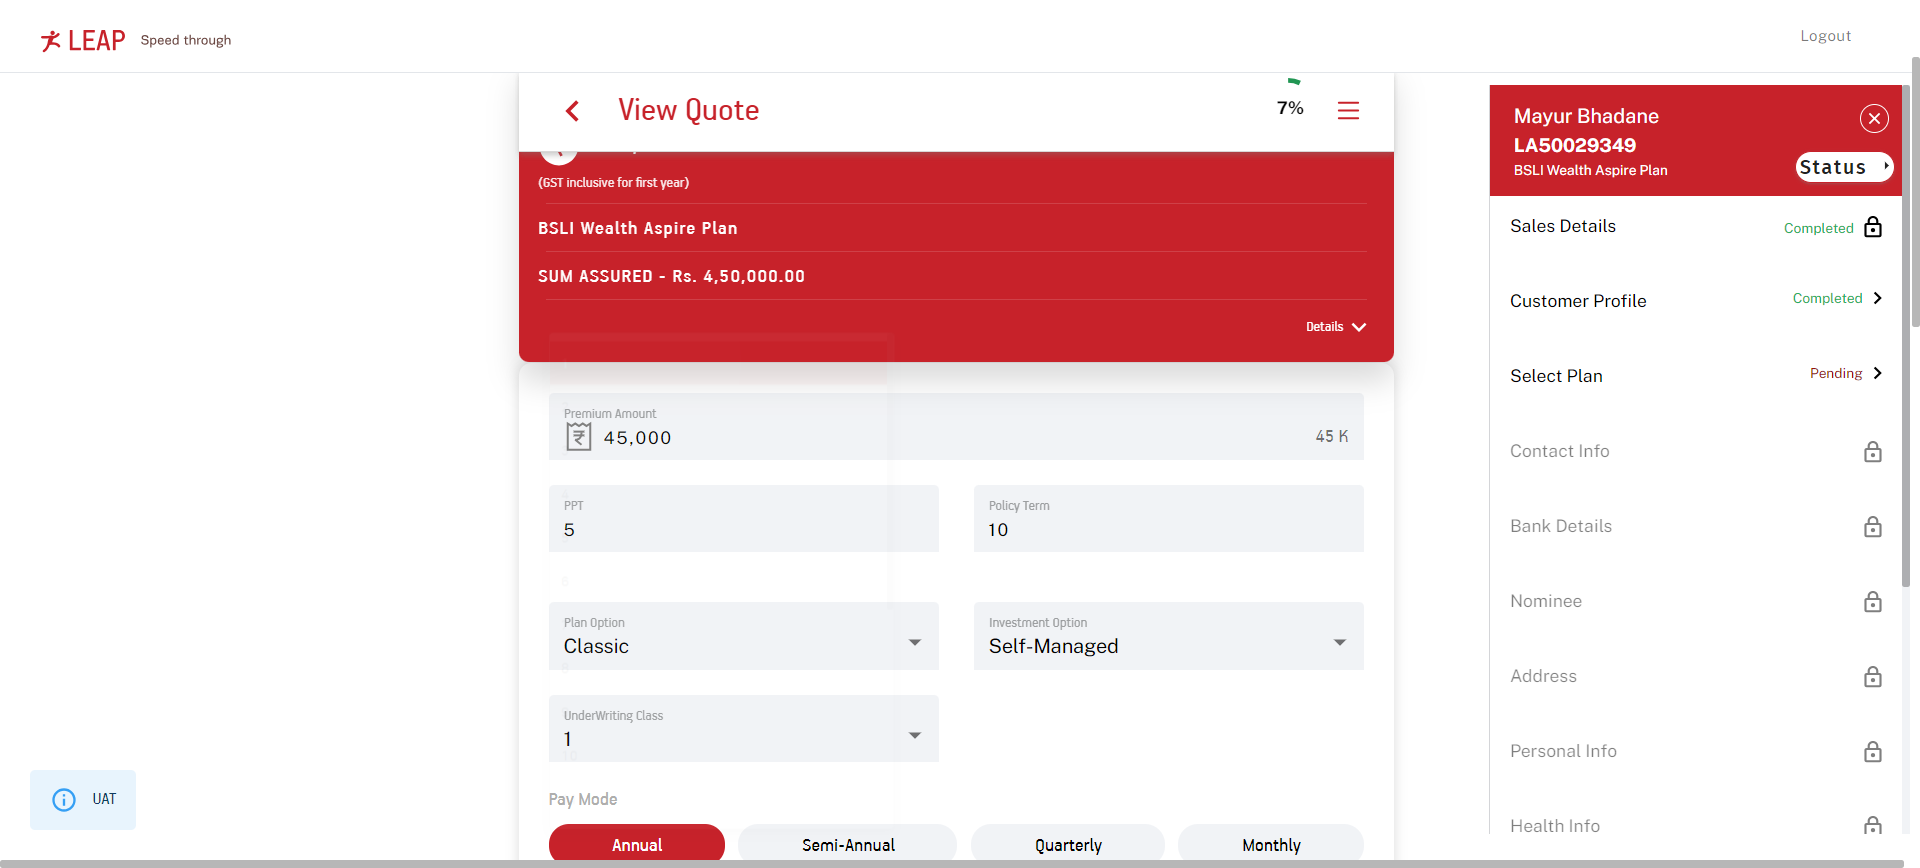 LEAP Speed through
Logout
View Quote
7%
(GST inclusive for first year)
BSLI Wealth Aspire Plan
SUM ASSURED - Rs. 4,50,000.00
Details
Premium Amount
45,000
45 K
PPT
5
Policy Term
10
Plan Option
Classic
Investment Option
Self-Managed
UnderWriting Class
1
Pay Mode
Annual
Semi-Annual
Quarterly
Monthly
UAT
Mayur Bhadane
LA50029349
BSLI Wealth Aspire Plan
Status
Sales Details
Completed
Customer Profile
Completed
Select Plan
Pending
Contact Info
Bank Details
Nominee
Address
Personal Info
Health Info